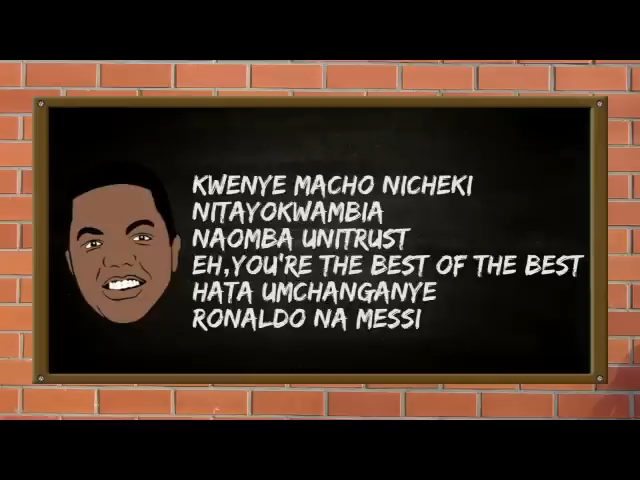 KWENYE MACHO NICHEKI
NITAYOKWAMBIA
NAOMBA UNITRUST
EH,YOU'RE THE BEST OF THE BEST
HATA UMCHANGANYE
RONALDO NA MESSI